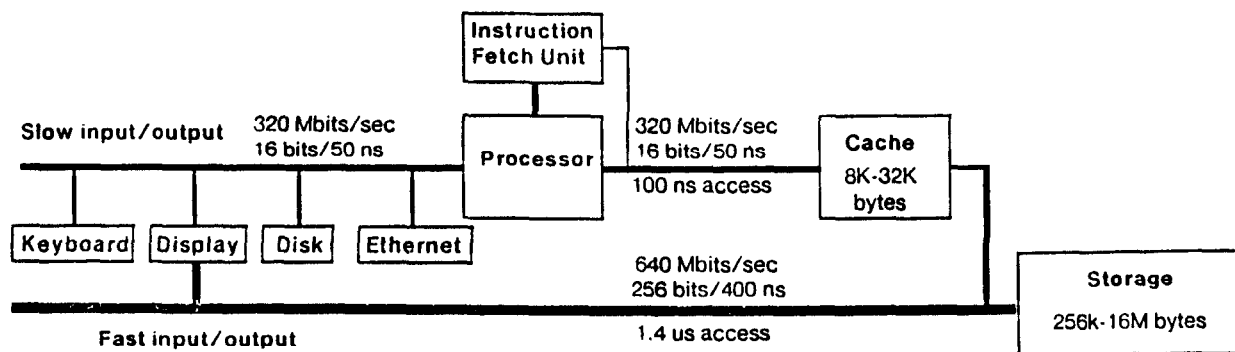 Instruction
Fetch Unit
Slow input/output
320 Mbits/sec
16 bits/50 ns
Processor
320 Mbits/sec
16 bits/50 ns
100 ns access
Cache
8K-32K
bytes
Keyboard
Display
Disk
Ethernet
640 Mbits/sec
256 bits/400 ns
1.4 us access
Fast input/output
Storage
256k-16M bytes